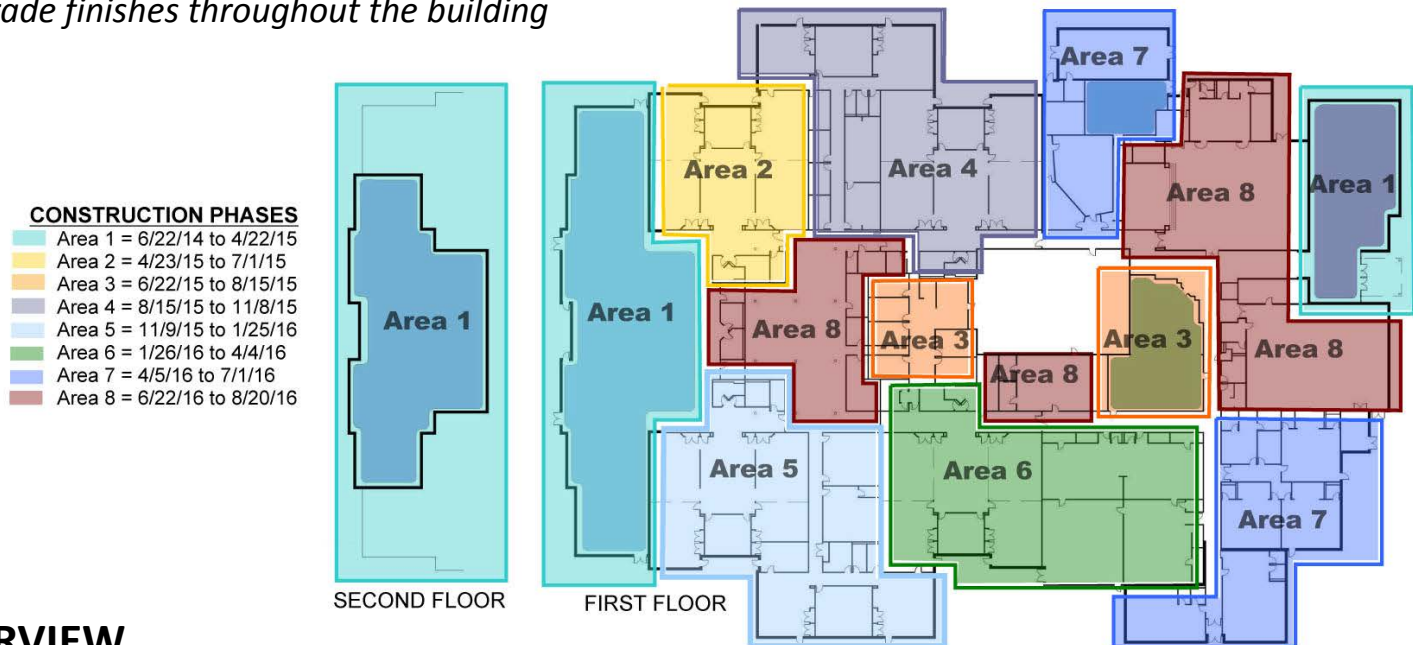 rade finishes throughout the building
CONSTRUCTION PHASES
Area 1 = 6/22/14 to 4/22/15
Area 2 = 4/23/15 to 7/1/15
Area 3 = 6/22/15 to 8/15/15
Area 4 = 8/15/15 to 11/8/15
Area 5 = 11/9/15 to 1/25/16
Area 6 = 1/26/16 to 4/4/16
Area 7 = 4/5/16 to 7/1/16
Area 8 = 6/22/16 to 8/20/16
Area 1
SECOND FLOOR
Area 7
Area 2
Area 4
Area 8
Area 1
Area 1
Area 8
Area 3
Area 3
Area 8
Area 8
Area 5
Area 6
Area 7
FIRST FLOOR
RVIEW